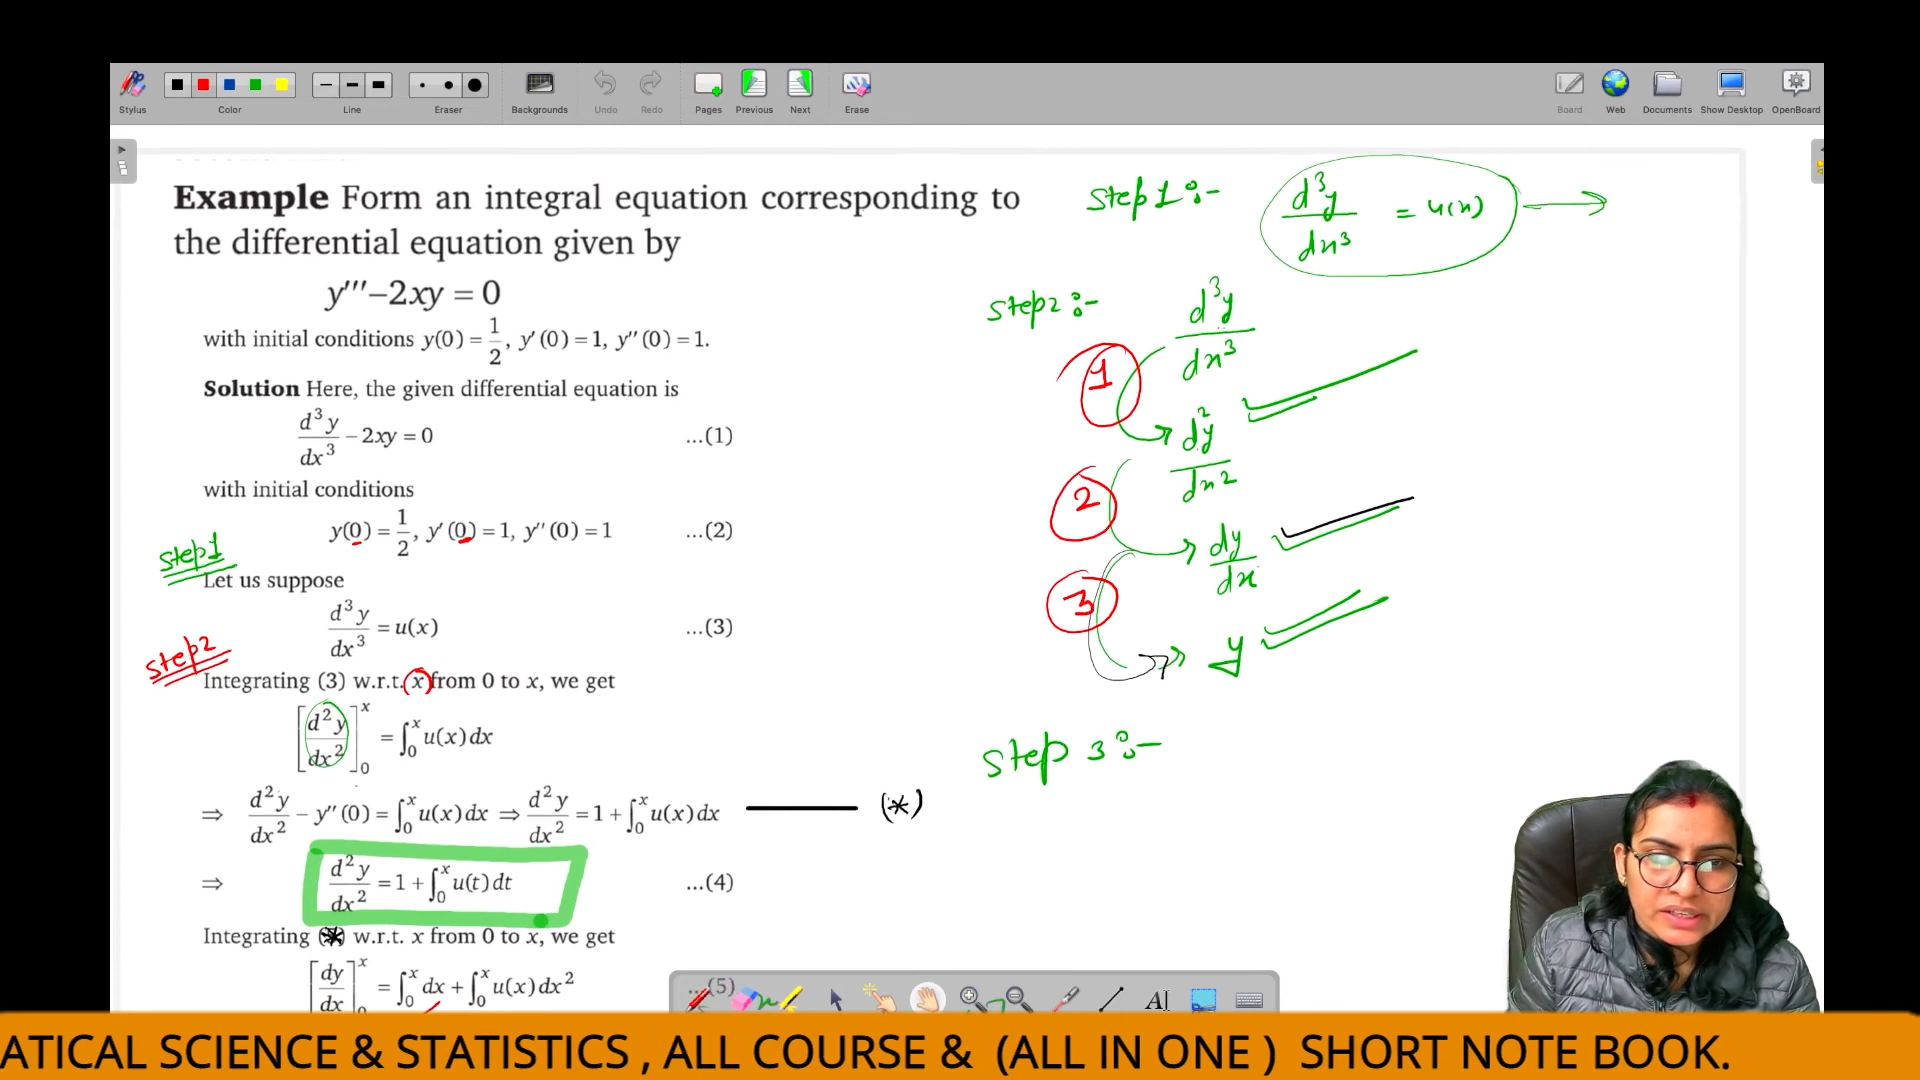 Stylus Color Line Eraser Backgrounds Undo Redo Pages Previous Next Erase Board Web Documents Show Desktop OpenBoard
Example Form an integral equation corresponding to
the differential equation given by
y′′′−2xy = 0
with initial conditions y(0) = 1/2, y′(0) = 1, y′′(0) = 1.
Solution Here, the given differential equation is
d³y/dx³ − 2xy = 0 ...(1)
with initial conditions
y(0) = 1/2, y′(0) = 1, y′′(0) = 1 ...(2)
Step1
Let us suppose
d³y/dx³ = u(x) ...(3)
Step2
Integrating (3) w.r.t. x from 0 to x, we get
[d²y/dx²]₀ˣ = ∫₀ˣ u(x) dx
⇒ d²y/dx² − y′′(0) = ∫₀ˣ u(x) dx ⇒ d²y/dx² = 1 + ∫₀ˣ u(x) dx (*)
⇒ d²y/dx² = 1 + ∫₀ˣ u(t) dt ...(4)
Integrating (*) w.r.t. x from 0 to x, we get
[dy/dx]₀ˣ = ∫₀ˣ dx + ∫₀ˣ u(x) dx² ...(5)
Step 1 :- d³y/dx³ = u(x) →
Step 2 :- d³y/dx³
1
d²y/dx²
2
dy/dx
3
y
Step 3 :-
ATICAL SCIENCE & STATISTICS , ALL COURSE & (ALL IN ONE ) SHORT NOTE BOOK.